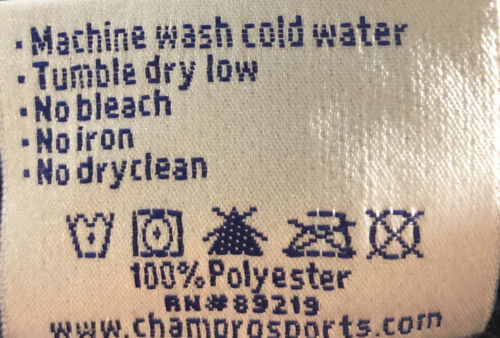 · Machine wash cold water
· Tumble dry low
· No bleach
· No iron
· No dryclean
100% Polyester
RN#89219
www.champrosports.com